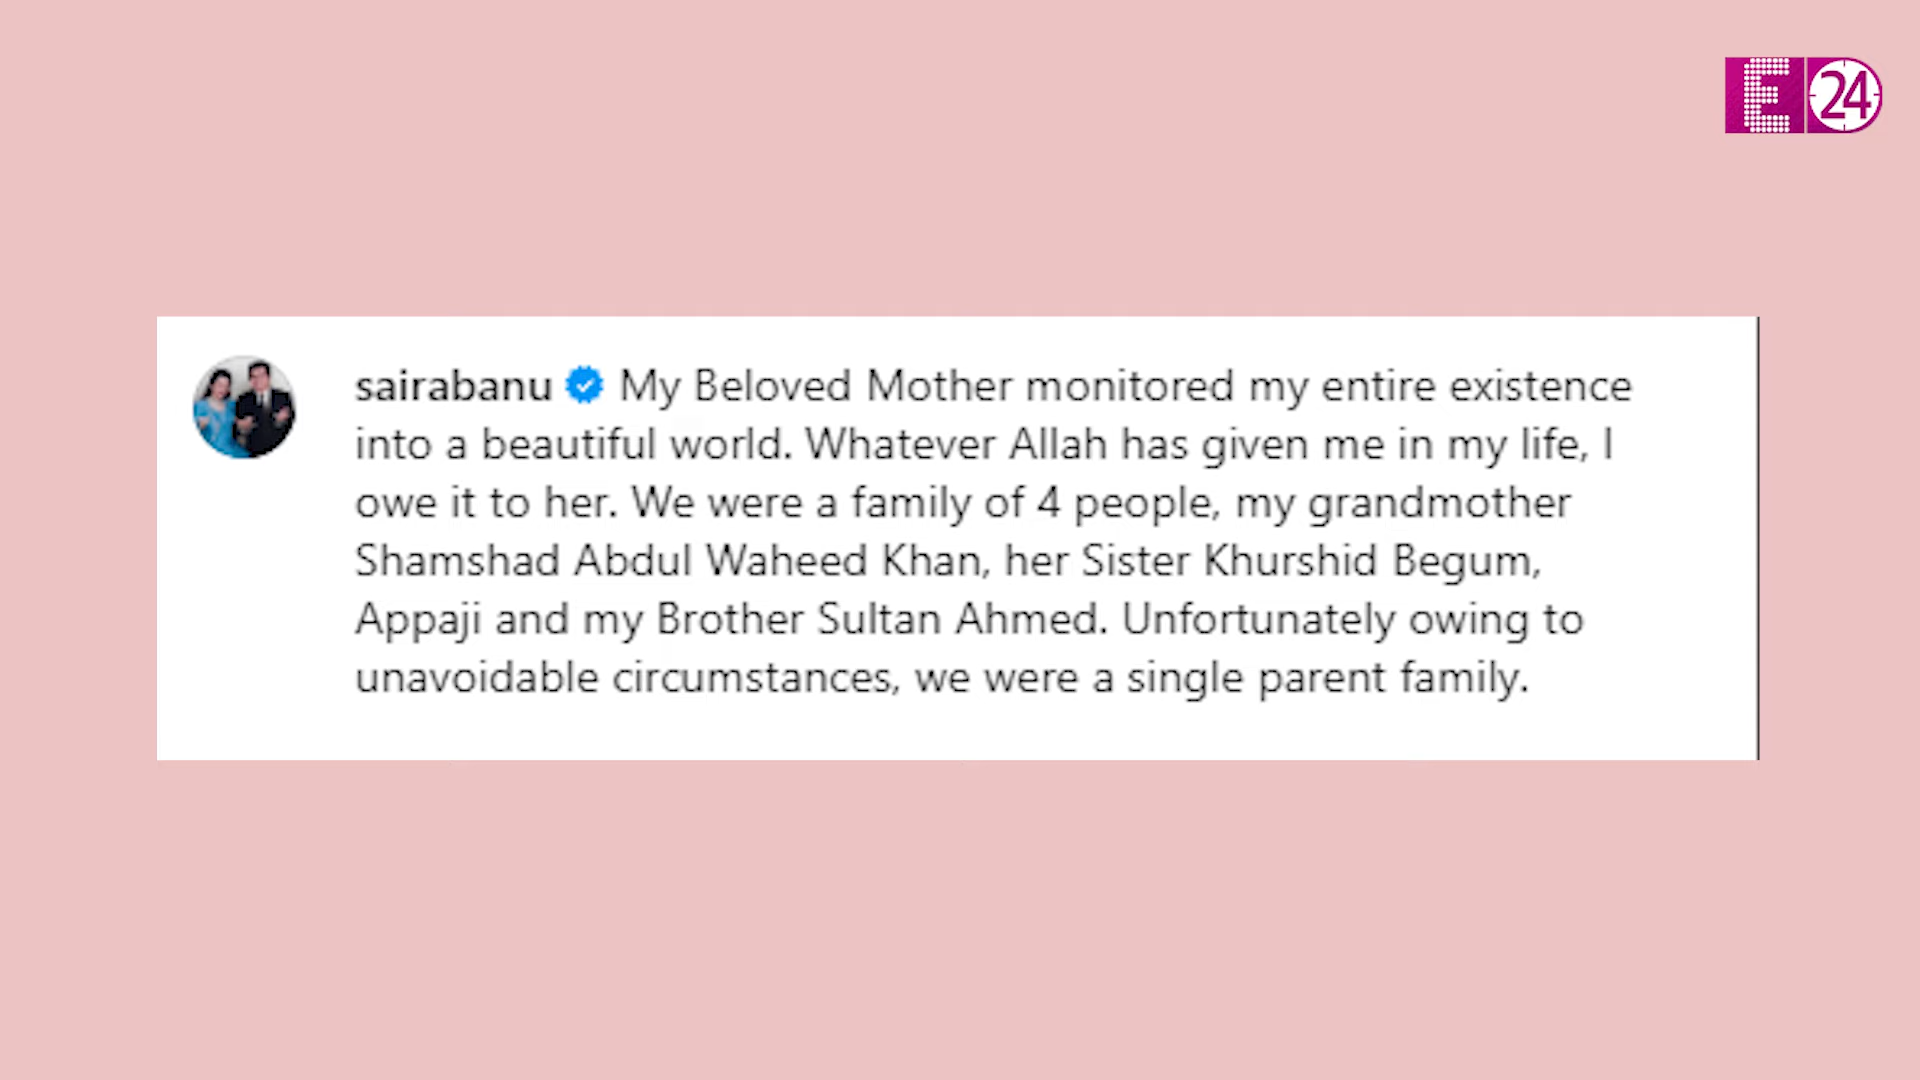 E 24
sairabanu My Beloved Mother monitored my entire existence
into a beautiful world. Whatever Allah has given me in my life, I
owe it to her. We were a family of 4 people, my grandmother
Shamshad Abdul Waheed Khan, her Sister Khurshid Begum,
Appaji and my Brother Sultan Ahmed. Unfortunately owing to
unavoidable circumstances, we were a single parent family.